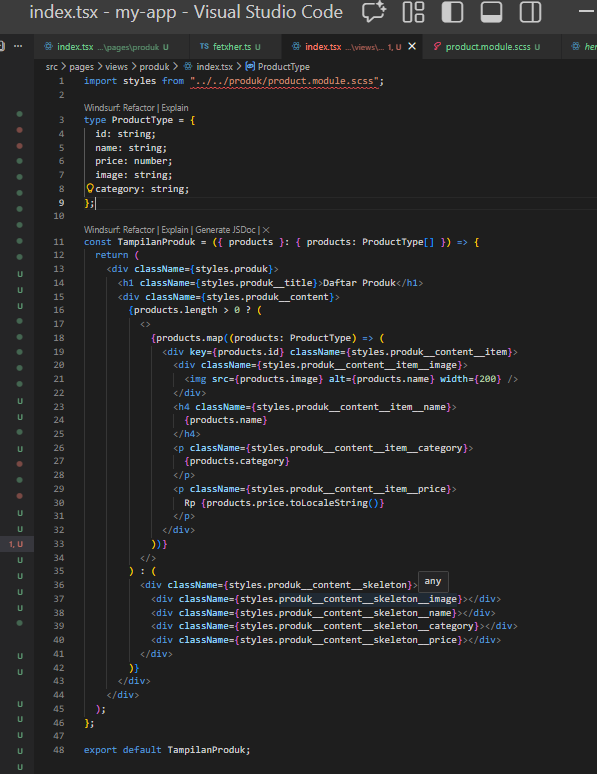 index.tsx - my-app - Visual Studio Code
index.tsx ...\pages\produk U
TS fetxher.ts U
index.tsx ...\views\... 1, U
product.module.scss U
her
src > pages > views > produk > index.tsx > ProductType
1 import styles from "../../produk/product.module.scss";
2
Windsurf: Refactor | Explain
3 type ProductType = {
4 id: string;
5 name: string;
6 price: number;
7 image: string;
8 category: string;
9 };
10
Windsurf: Refactor | Explain | Generate JSDoc | ×
11 const TampilanProduk = ({ products }: { products: ProductType[] }) => {
12 return (
13 <div className={styles.produk}>
14 <h1 className={styles.produk__title}>Daftar Produk</h1>
15 <div className={styles.produk__content}>
16 {products.length > 0 ? (
17 <>
18 {products.map((products: ProductType) => (
19 <div key={products.id} className={styles.produk__content__item}>
20 <div className={styles.produk__content__item__image}>
21 <img src={products.image} alt={products.name} width={200} />
22 </div>
23 <h4 className={styles.produk__content__item__name}>
24 {products.name}
25 </h4>
26 <p className={styles.produk__content__item__category}>
27 {products.category}
28 </p>
29 <p className={styles.produk__content__item__price}>
30 Rp {products.price.toLocaleString()}
31 </p>
32 </div>
33 ))}
34 </>
35 ) : (
36 <div className={styles.produk__content__skeleton}>
any
37 <div className={styles.produk__content__skeleton__image}></div>
38 <div className={styles.produk__content__skeleton__name}></div>
39 <div className={styles.produk__content__skeleton__category}></div>
40 <div className={styles.produk__content__skeleton__price}></div>
41 </div>
42 )}
43 </div>
44 </div>
45 );
46 };
47
48 export default TampilanProduk;
U
U
U
U
U
U
U
U
U
1, U
U
U
U
U
U
U
U
U
U
U